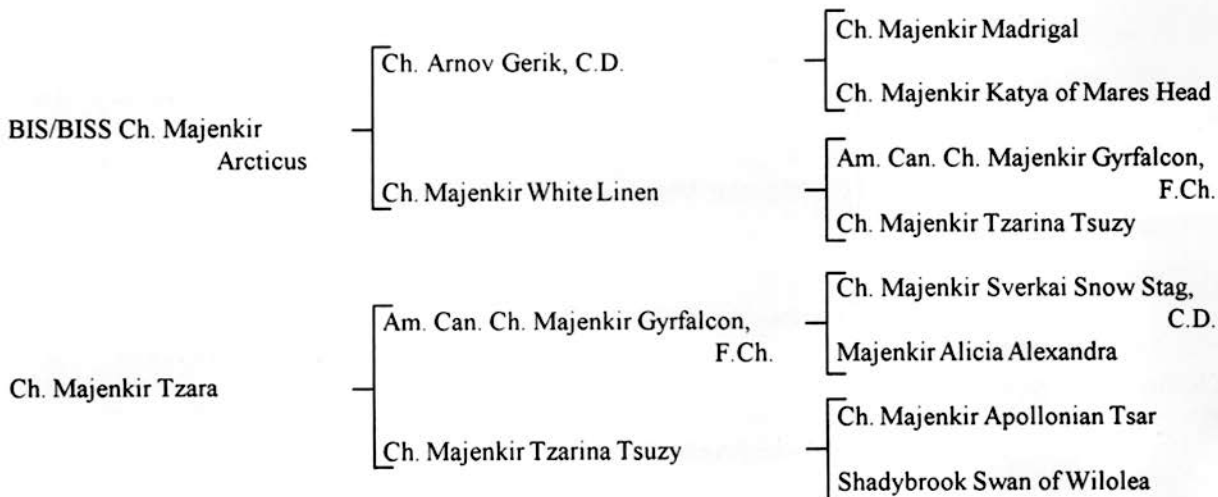 Ch. Majenkir Madrigal
Ch. Arnov Gerik, C.D.
Ch. Majenkir Katya of Mares Head
BIS/BISS Ch. Majenkir
Arcticus
Am. Can. Ch. Majenkir Gyrfalcon,
F.Ch.
Ch. Majenkir White Linen
Ch. Majenkir Tzarina Tsuzy
Ch. Majenkir Sverkai Snow Stag,
C.D.
Am. Can. Ch. Majenkir Gyrfalcon,
F.Ch.
Majenkir Alicia Alexandra
Ch. Majenkir Tzara
Ch. Majenkir Apollonian Tsar
Ch. Majenkir Tzarina Tsuzy
Shadybrook Swan of Wilolea